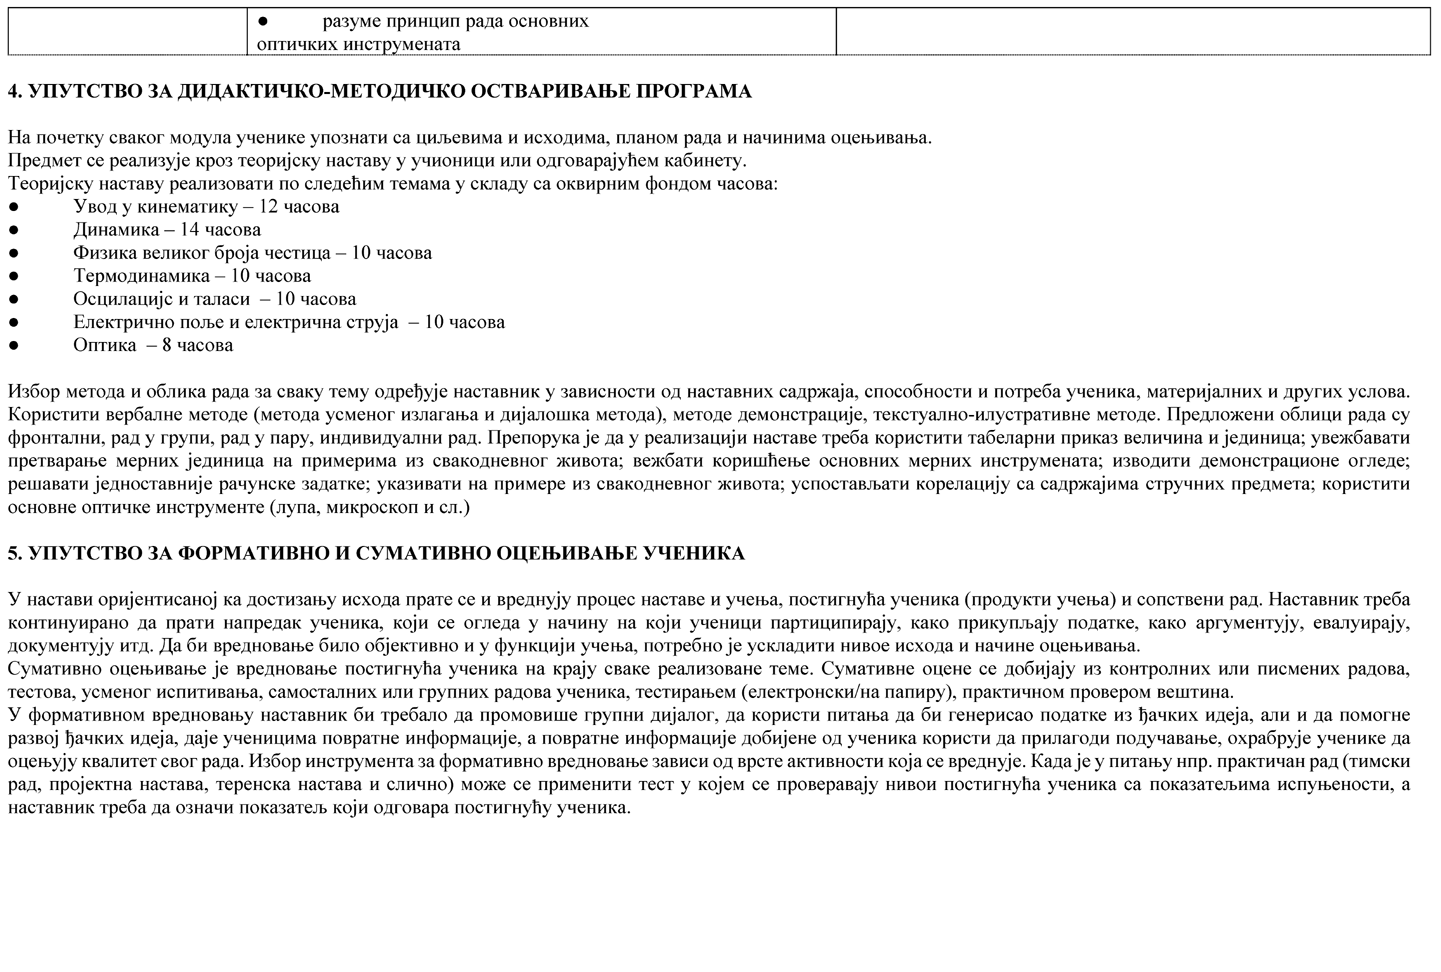 ● разуме принцип рада основних
оптичких инструмената
4. УПУТСТВО ЗА ДИДАКТИЧКО-МЕТОДИЧКО ОСТВАРИВАЊЕ ПРОГРАМА
На почетку сваког модула ученике упознати са циљевима и исходима, планом рада и начинима оцењивања.
Предмет се реализује кроз теоријску наставу у учионици или одговарајућем кабинету.
Теоријску наставу реализовати по следећим темама у складу са оквирним фондом часова:
● Увод у кинематику – 12 часова
● Динамика – 14 часова
● Физика великог броја честица – 10 часова
● Термодинамика – 10 часова
● Осцилације и таласи – 10 часова
● Електрично поље и електрична струја – 10 часова
● Оптика – 8 часова
Избор метода и облика рада за сваку тему одређује наставник у зависности од наставних садржаја, способности и потреба ученика, материјалних и других услова.
Користити вербалне методе (метода усменог излагања и дијалошка метода), методе демонстрације, текстуално-илустративне методе. Предложени облици рада су
фронтални, рад у групи, рад у пару, индивидуални рад. Препорука је да у реализацији наставе треба користити табеларни приказ величина и јединица; увежбавати
претварање мерних јединица на примерима из свакодневног живота; вежбати коришћење основних мерних инструмената; изводити демонстрационе огледе;
решавати једноставније рачунске задатке; указивати на примере из свакодневног живота; успостављати корелацију са садржајима стручних предмета; користити
основне оптичке инструменте (лупа, микроскоп и сл.)
5. УПУТСТВО ЗА ФОРМАТИВНО И СУМАТИВНО ОЦЕЊИВАЊЕ УЧЕНИКА
У настави оријентисаној ка достизању исхода прате се и вреднују процес наставе и учења, постигнућа ученика (продукти учења) и сопствени рад. Наставник треба
континуирано да прати напредак ученика, који се огледа у начину на који ученици партиципирају, како прикупљају податке, како аргументују, евалуирају,
документују итд. Да би вредновање било објективно и у функцији учења, потребно је ускладити нивое исхода и начине оцењивања.
Сумативно оцењивање је вредновање постигнућа ученика на крају сваке реализоване теме. Сумативне оцене се добијају из контролних или писмених радова,
тестова, усменог испитивања, самосталних или групних радова ученика, тестирањем (електронски/на папиру), практичном провером вештина.
У формативном вредновању наставник би требало да промовише групни дијалог, да користи питања да би генерисао податке из ђачких идеја, али и да помогне
развој ђачких идеја, даје ученицима повратне информације, а повратне информације добијене од ученика користи да прилагоди подучавање, охрабрује ученике да
оцењују квалитет свог рада. Избор инструмента за формативно вредновање зависи од врсте активности која се вреднује. Када је у питању нпр. практичан рад (тимски
рад, пројектна настава, теренска настава и слично) може се применити тест у којем се проверавају нивои постигнућа ученика са показатељима испуњености, а
наставник треба да означи показатељ који одговара постигнућу ученика.